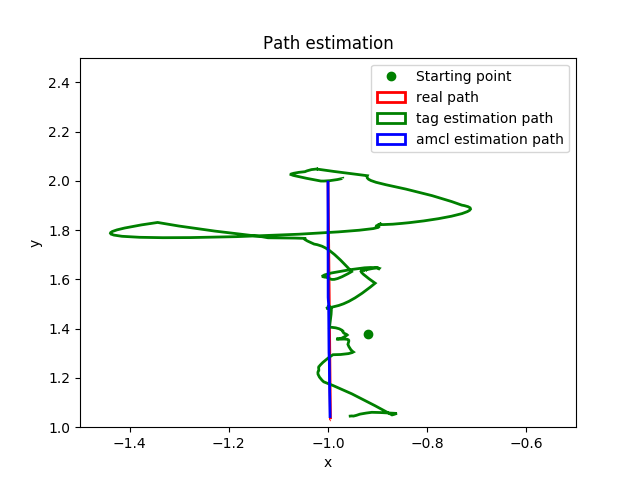 Path estimation
Starting point
real path
tag estimation path
amcl estimation path
2.4
2.2
2.0
1.8
1.6
1.4
1.2
1.0
y
−1.4 −1.2 −1.0 −0.8 −0.6
x